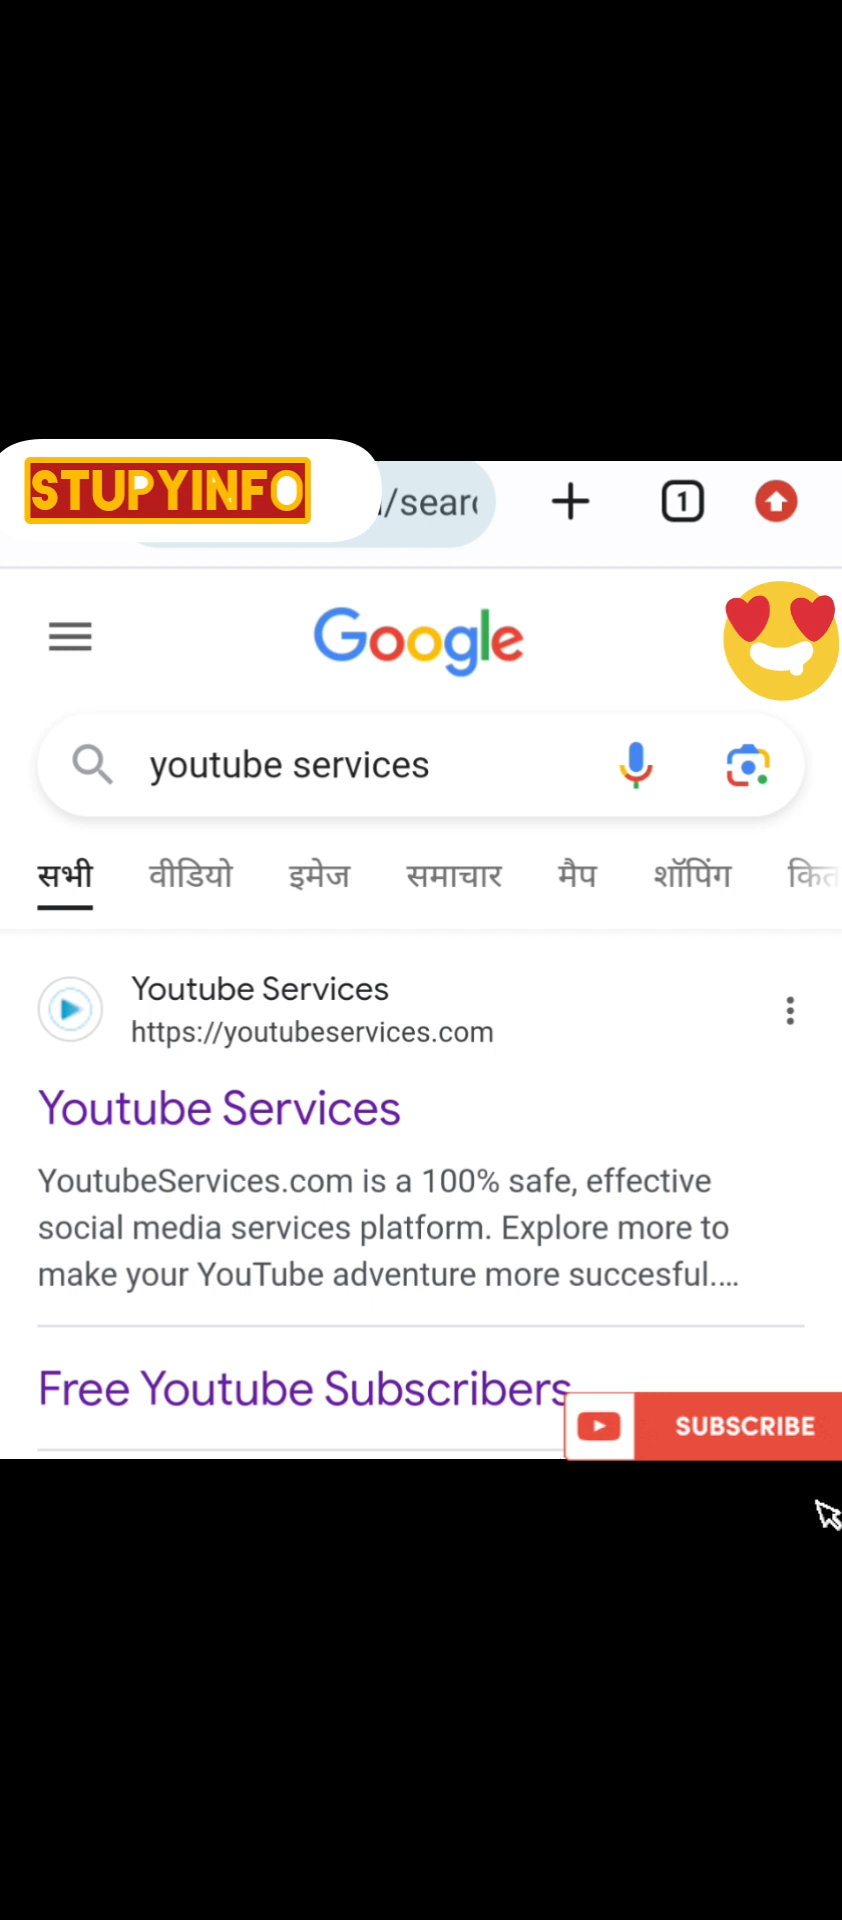 STUPYINFO
/sear
1
Google
youtube services
सभी वीडियो इमेज समाचार मैप शॉपिंग
Youtube Services
https://youtubeservices.com
Youtube Services
YoutubeServices.com is a 100% safe, effective
social media services platform. Explore more to
make your YouTube adventure more succesful....
Free Youtube Subscribers
SUBSCRIBE